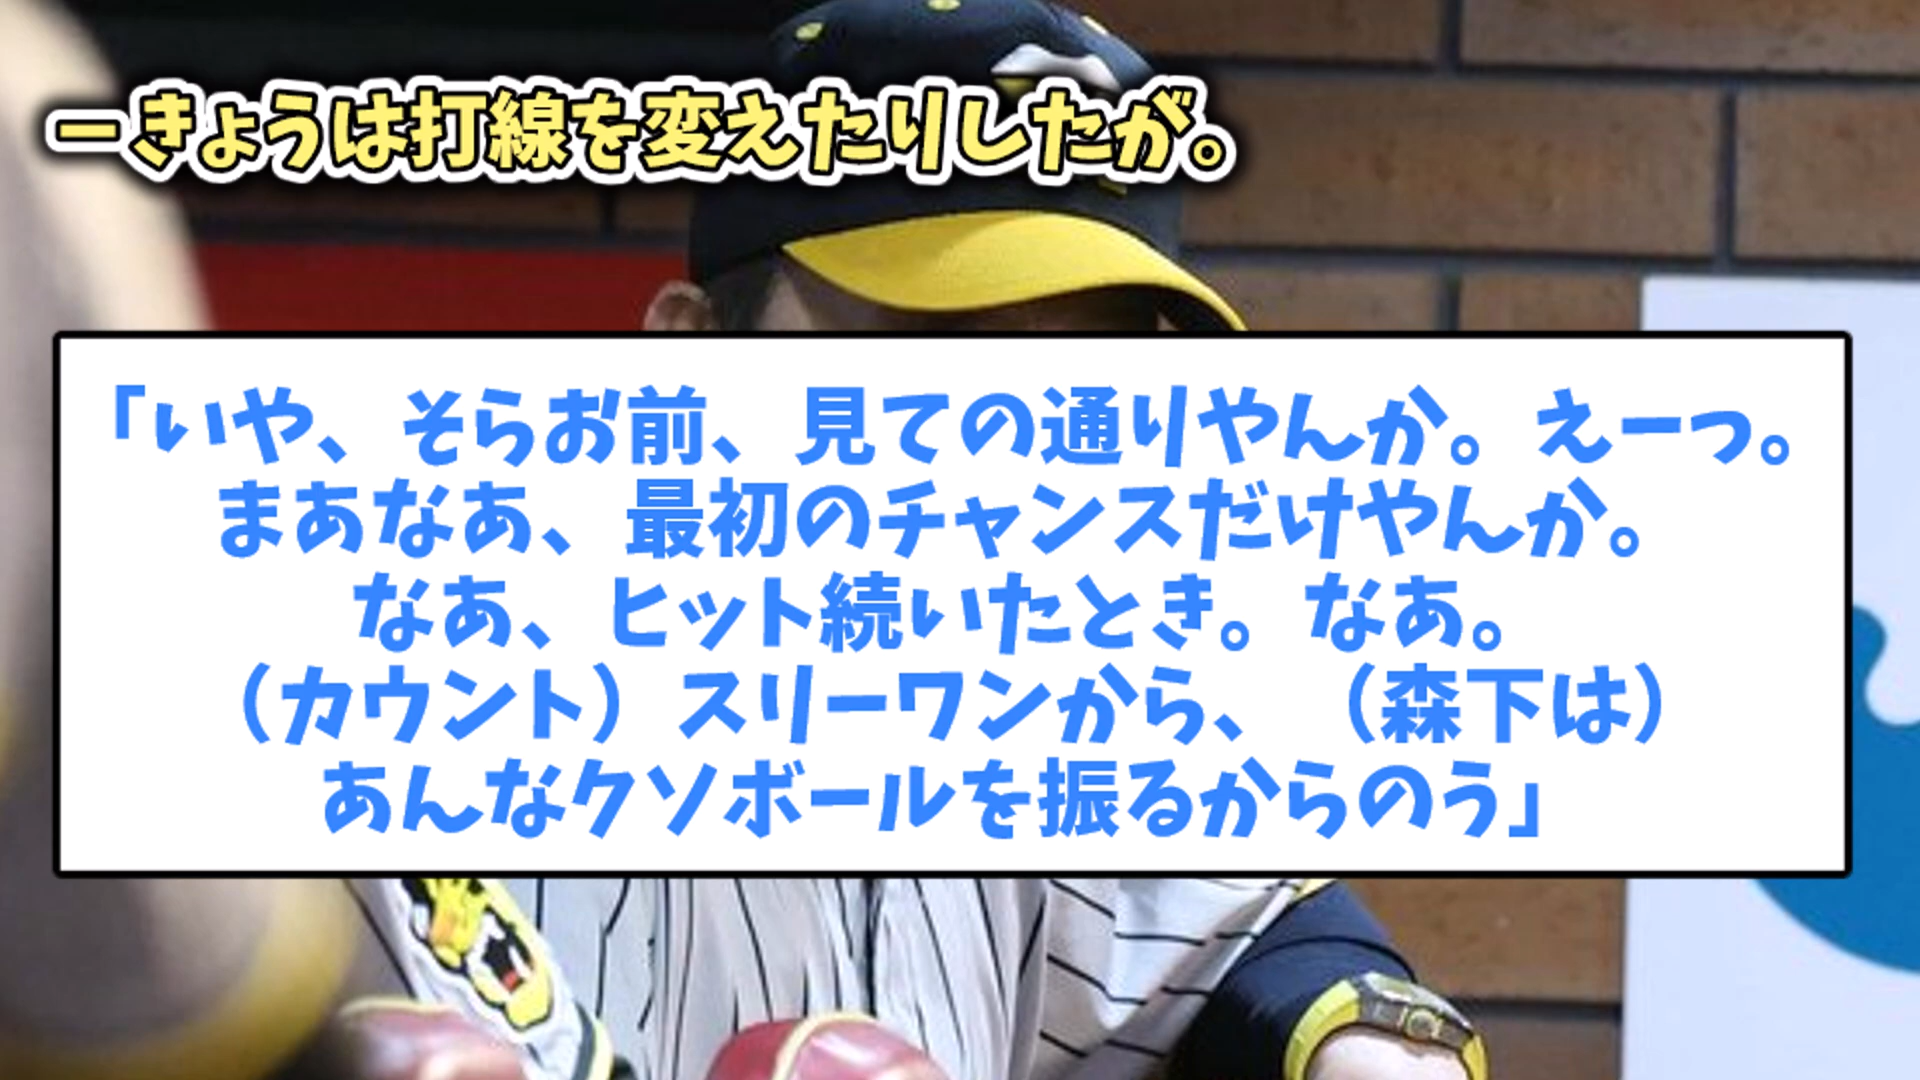 －きょうは打線を変えたりしたが。
「いや、そらお前、見ての通りやんか。えーっ。
まあなあ、最初のチャンスだけやんか。
なあ、ヒット続いたとき。なあ。
（カウント）スリーワンから、（森下は）
あんなクソボールを振るからのう」